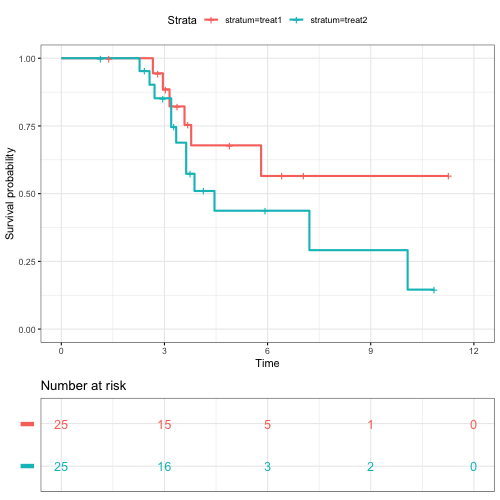 Strata stratum=treat1 stratum=treat2
1.00
0.75
0.50
0.25
0.00
Survival probability
0 3 6 9 12
Time
Number at risk
25 15 5 1 0
25 16 3 2 0